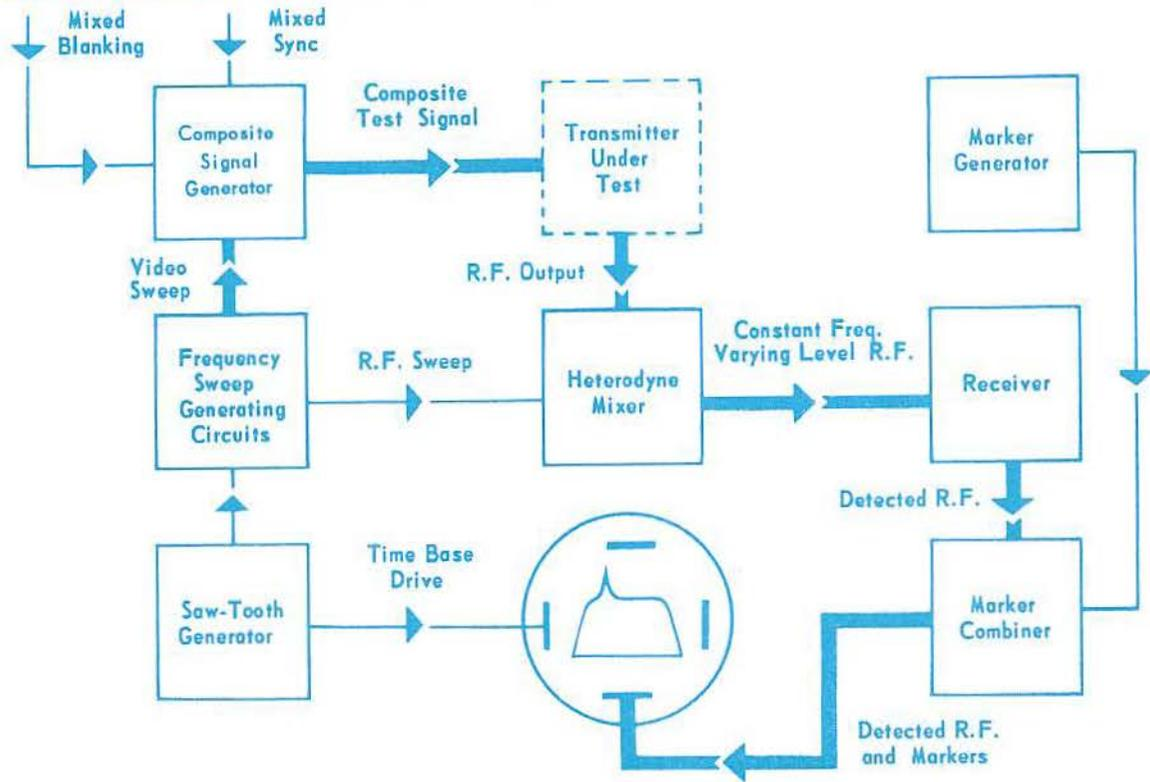 Mixed
Blanking
Mixed
Sync
Composite
Signal
Generator
Composite
Test Signal
Transmitter
Under
Test
Marker
Generator
Video
Sweep
R.F. Output
Frequency
Sweep
Generating
Circuits
R.F. Sweep
Heterodyne
Mixer
Constant Freq.
Varying Level R.F.
Receiver
Detected R.F.
Saw-Tooth
Generator
Time Base
Drive
Marker
Combiner
Detected R.F.
and Markers